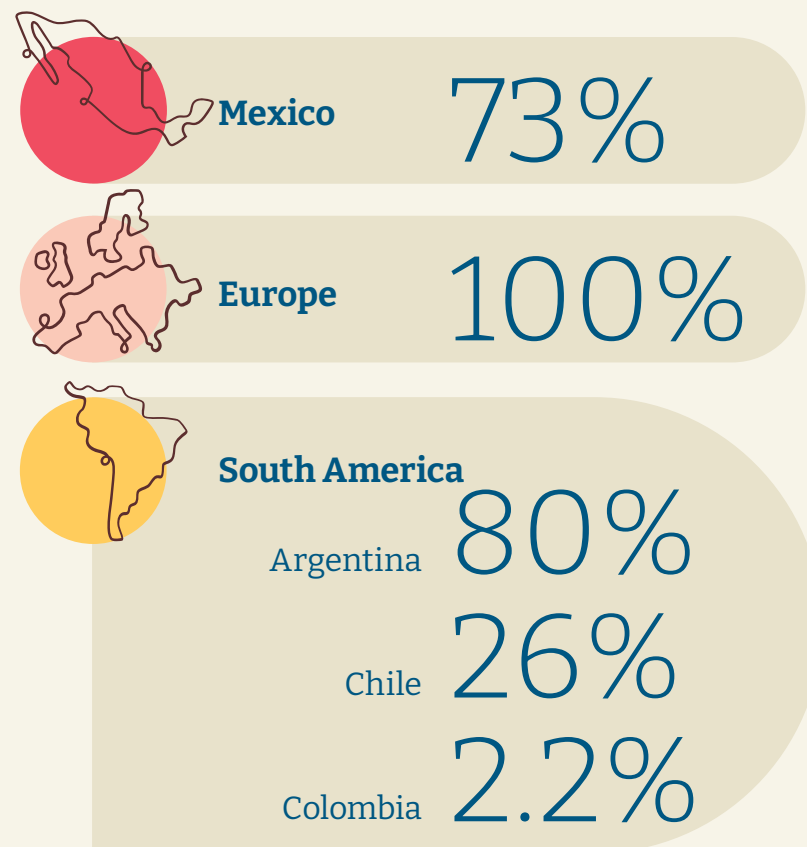 Mexico 73%
Europe 100%
South America
Argentina 80%
Chile 26%
Colombia 2.2%